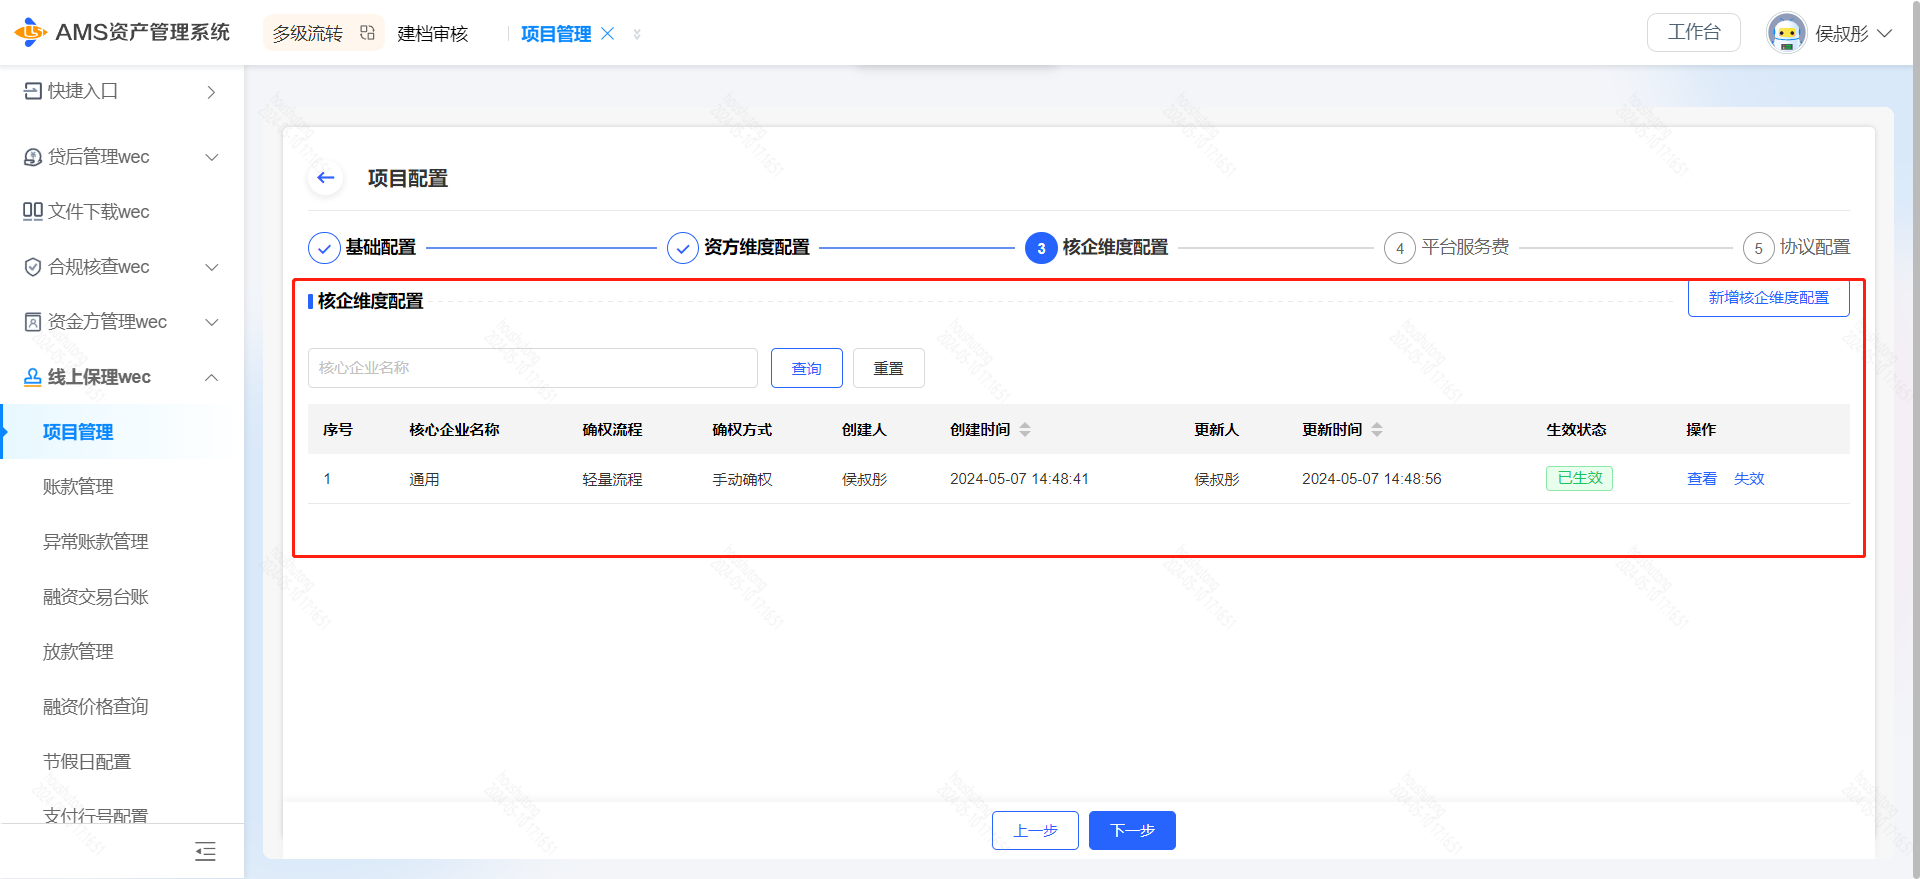 AMS资产管理系统
多级流转
建档审核
项目管理
工作台
侯叔彤
快捷入口
贷后管理wec
文件下载wec
合规核查wec
资金方管理wec
线上保理wec
项目管理
账款管理
异常账款管理
融资交易台账
放款管理
融资价格查询
节假日配置
支付行号配置
项目配置
基础配置
资方维度配置
3 核企维度配置
4 平台服务费
5 协议配置
核企维度配置
新增核企维度配置
核心企业名称
查询
重置
序号 核心企业名称 确权流程 确权方式 创建人 创建时间 更新人 更新时间 生效状态 操作
1 通用 轻量流程 手动确权 侯叔彤 2024-05-07 14:48:41 侯叔彤 2024-05-07 14:48:56 已生效 查看 失效
上一步
下一步